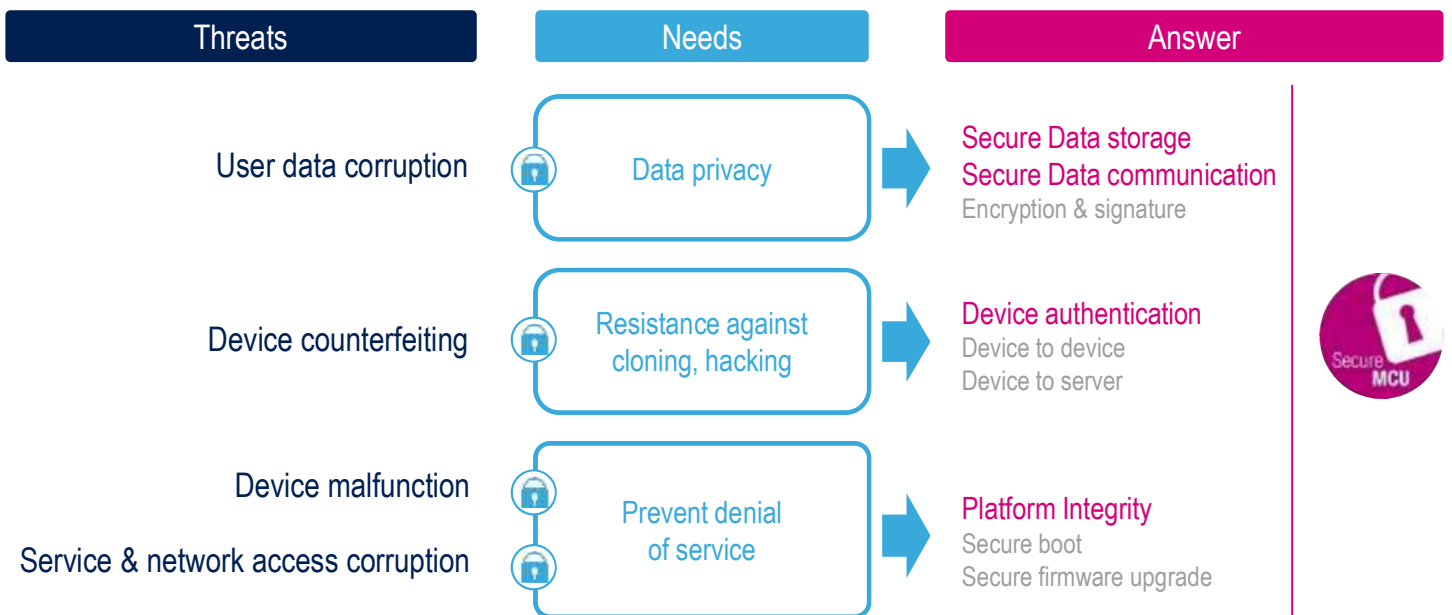 Threats
Needs
Answer
User data corruption
Data privacy
Secure Data storage
Secure Data communication
Encryption & signature
Device counterfeiting
Resistance against
cloning, hacking
Device authentication
Device to device
Device to server
Secure
MCU
Device malfunction
Service & network access corruption
Prevent denial
of service
Platform Integrity
Secure boot
Secure firmware upgrade